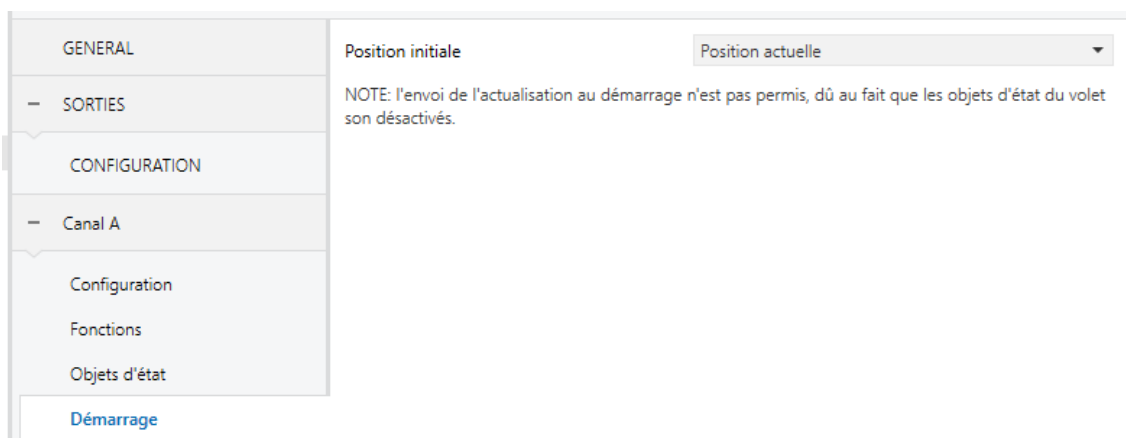 GENERAL
SORTIES
CONFIGURATION
Canal A
Configuration
Fonctions
Objets d'état
Démarrage
Position initiale
Position actuelle
NOTE: l'envoi de l'actualisation au démarrage n'est pas permis, dû au fait que les objets d'état du volet
son désactivés.